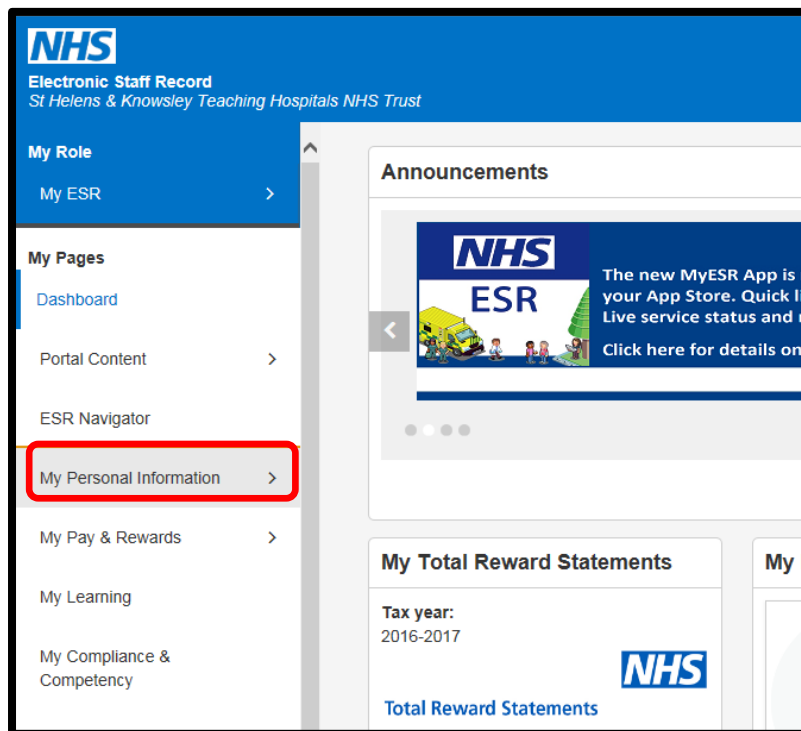 NHS
Electronic Staff Record
St Helens & Knowsley Teaching Hospitals NHS Trust
My Role
My ESR
My Pages
Dashboard
Portal Content
ESR Navigator
My Personal Information
My Pay & Rewards
My Learning
My Compliance &
Competency
Announcements
NHS
ESR
The new MyESR App is
your App Store. Quick
Live service status and
Click here for details on
My Total Reward Statements
Tax year:
2016-2017
NHS
Total Reward Statements
My